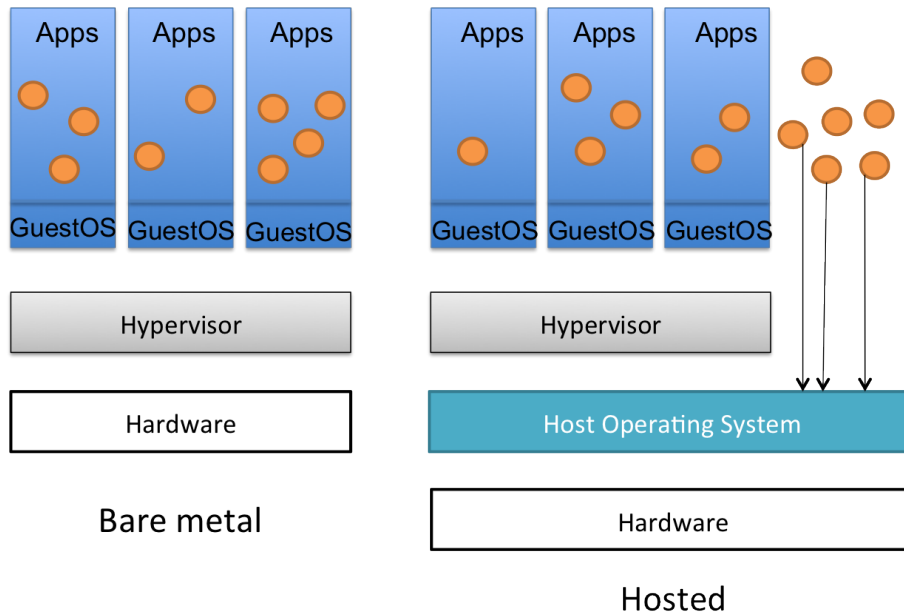 Apps
Apps
Apps
GuestOS
GuestOS
GuestOS
Hypervisor
Hardware
Bare metal
Apps
Apps
Apps
GuestOS
GuestOS
GuestOS
Hypervisor
Host Operating System
Hardware
Hosted